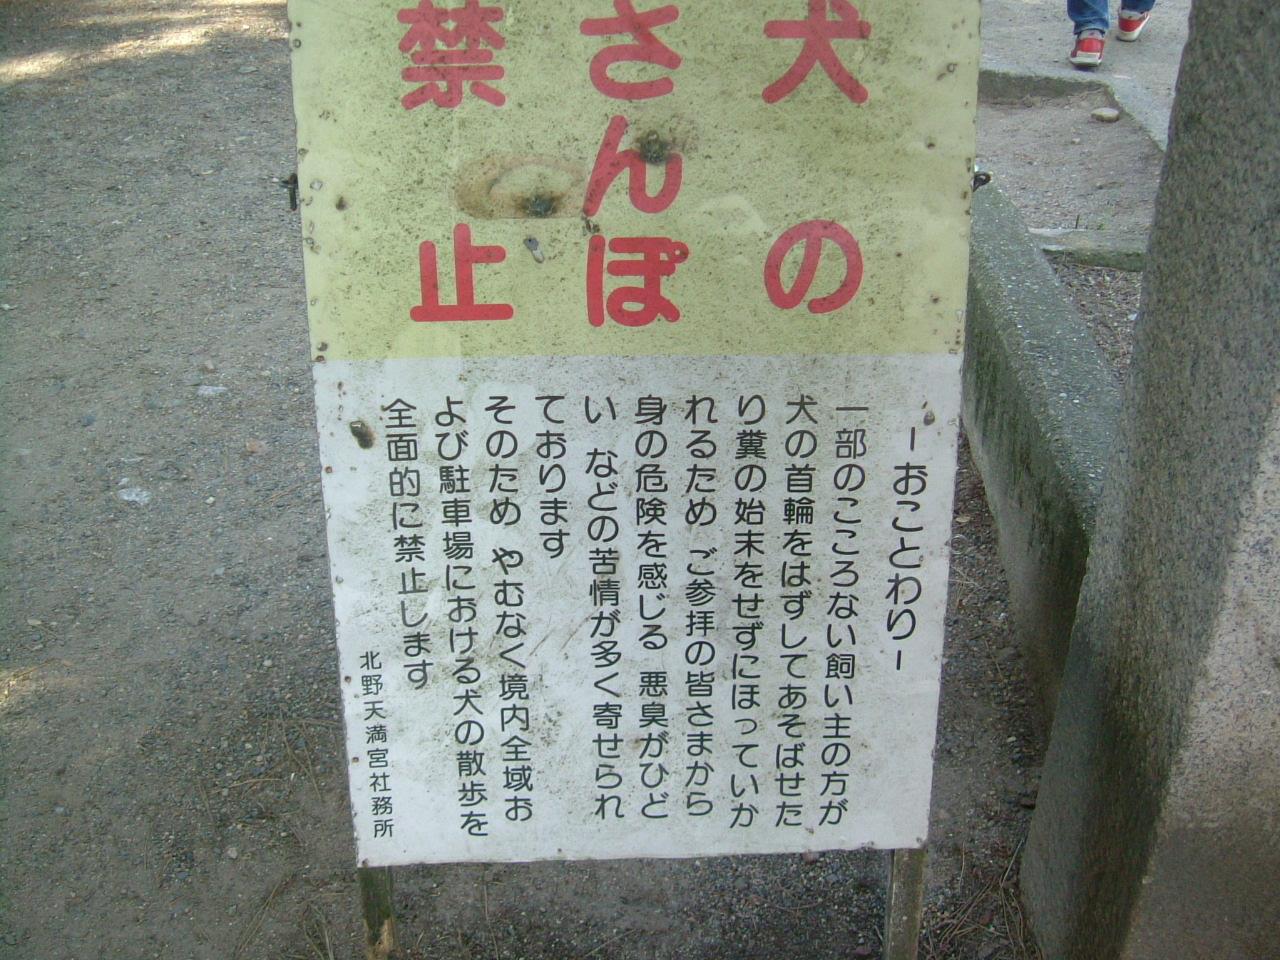 犬の
さんぽ
禁止
ーおことわりー
一部のこころない飼い主の方が
犬の首輪をはずしてあそばせた
り糞の始末をせずにほっていか
れるため ご参拝の皆さまから
身の危険を感じる 悪臭がひど
い などの苦情が多く寄せられ
ております
そのため やむなく境内全域お
よび駐車場における犬の散歩を
全面的に禁止します
北野天満宮社務所